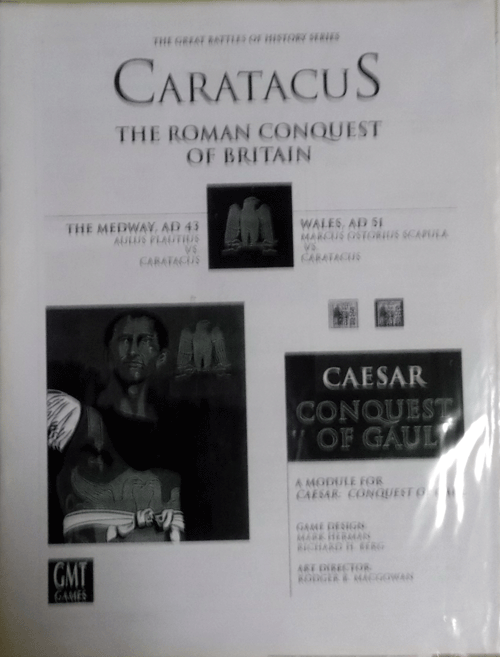 THE GREAT BATTLES OF HISTORY SERIES
CARATACUS
THE ROMAN CONQUEST
OF BRITAIN
THE MEDWAY, AD 43
AULUS PLAUTIUS
VS.
CARATACUS
WALES, AD 51
MARCUS OSTORIUS SCAPULA
VS.
CARATACUS
CAESAR
CONQUEST
OF GAUL
A MODULE FOR
CAESAR: CONQUEST OF
GAME DESIGN:
MARK HERMAN
RICHARD H. BERG
ART DIRECTOR:
RODGER B. MACGOWAN
GMT
GAMES